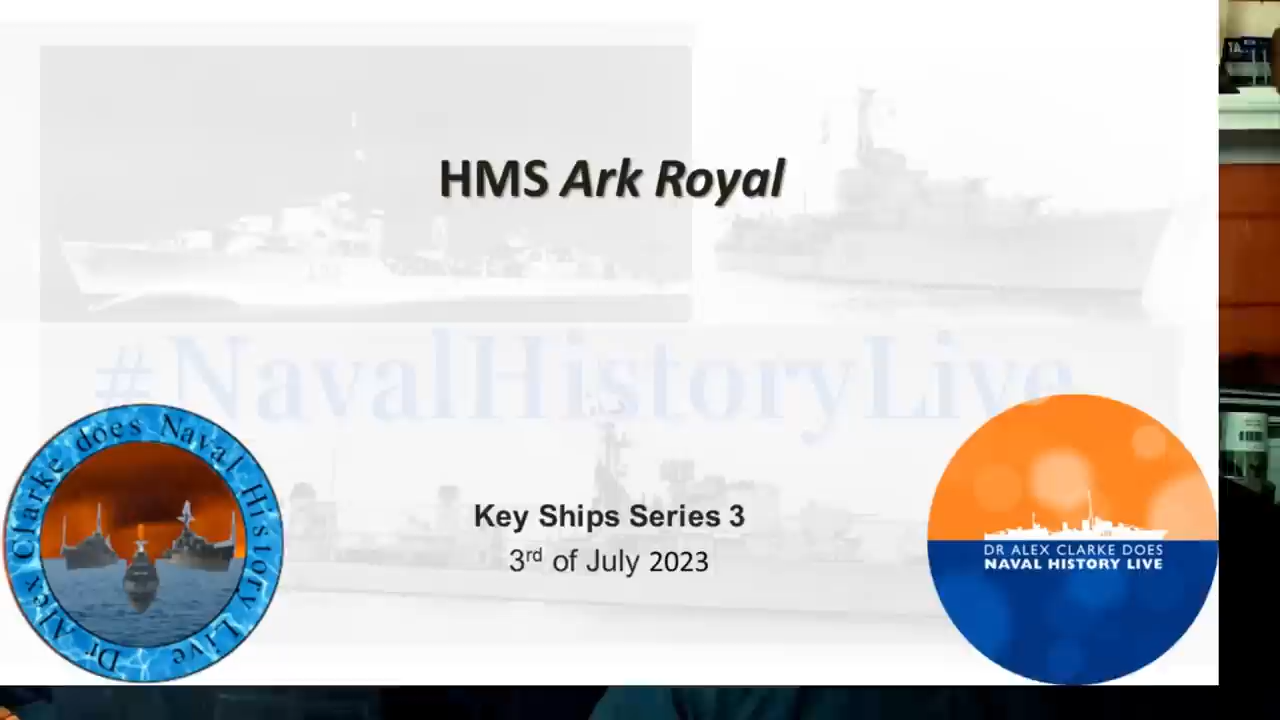 HMS Ark Royal
#NavalHistoryLive
Key Ships Series 3
3rd of July 2023
Dr Alex Clarke does Naval History Live
DR ALEX CLARKE DOES
NAVAL HISTORY LIVE